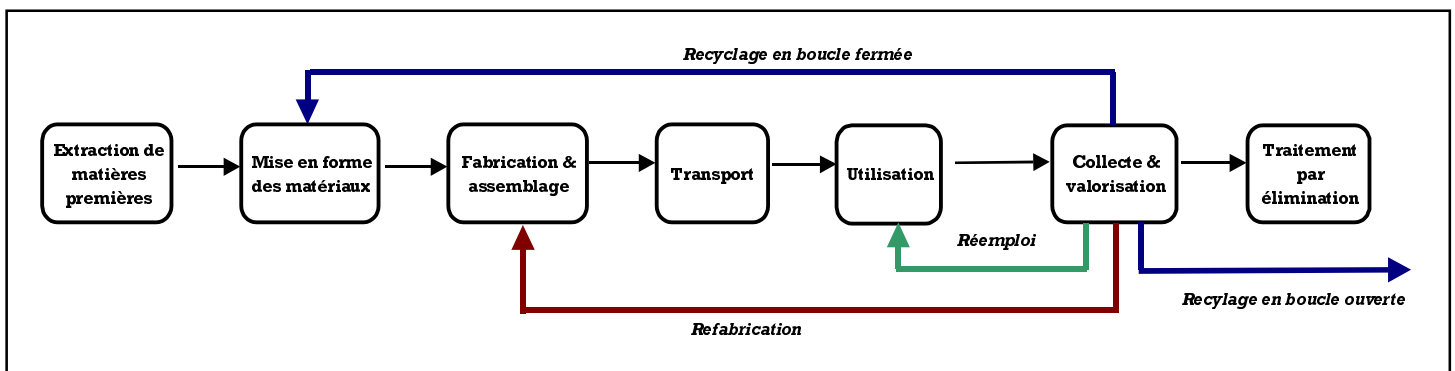 Recyclage en boucle fermée
Extraction de
matières
premières
Mise en forme
des matériaux
Fabrication &
assemblage
Transport
Utilisation
Collecte &
valorisation
Traitement
par
élimination
Réemploi
Recylage en boucle ouverte
Refabrication